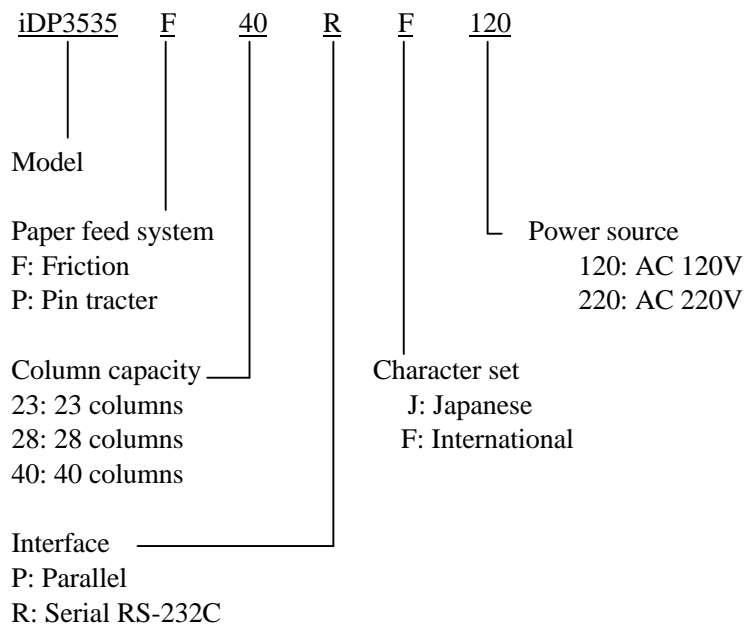 iDP3535 F 40 R F 120
Model
Paper feed system
F: Friction
P: Pin tracter
Power source
120: AC 120V
220: AC 220V
Column capacity
23: 23 columns
28: 28 columns
40: 40 columns
Character set
J: Japanese
F: International
Interface
P: Parallel
R: Serial RS-232C